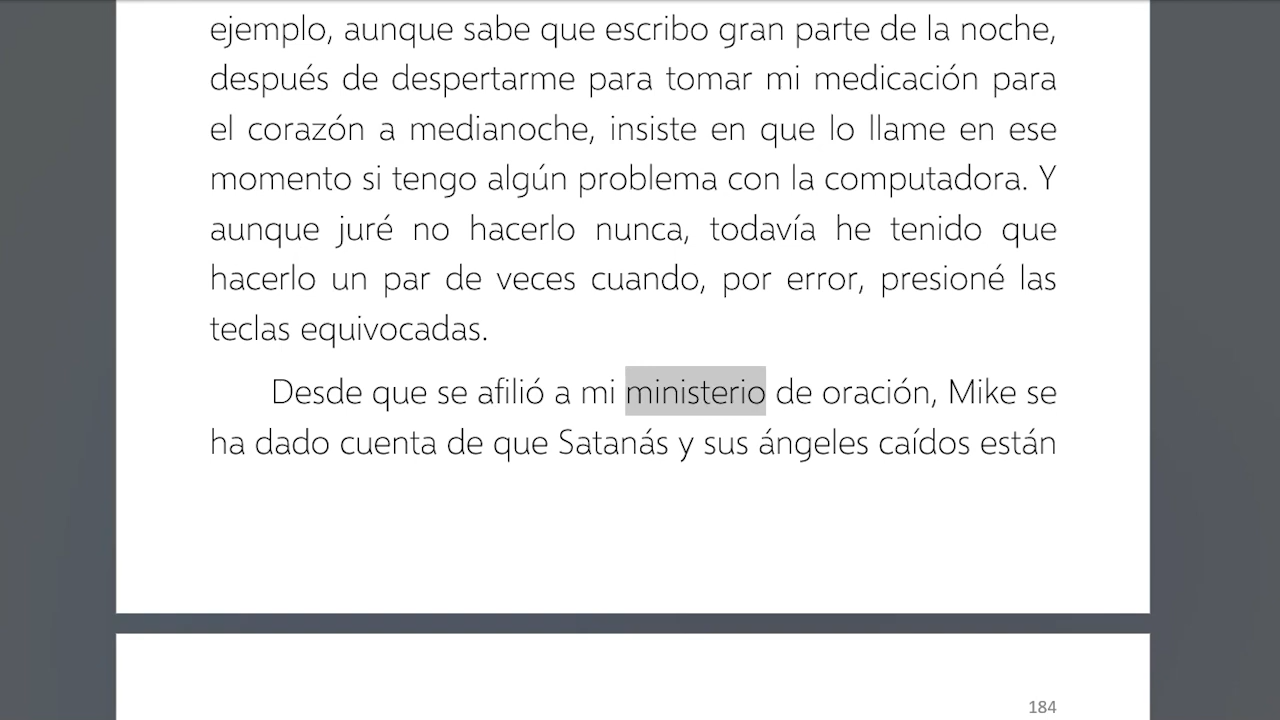 ejemplo, aunque sabe que escribo gran parte de la noche,
después de despertarme para tomar mi medicación para
el corazón a medianoche, insiste en que lo llame en ese
momento si tengo algún problema con la computadora. Y
aunque juré no hacerlo nunca, todavía he tenido que
hacerlo un par de veces cuando, por error, presioné las
teclas equivocadas.
Desde que se afilió a mi ministerio de oración, Mike se
ha dado cuenta de que Satanás y sus ángeles caídos están
184